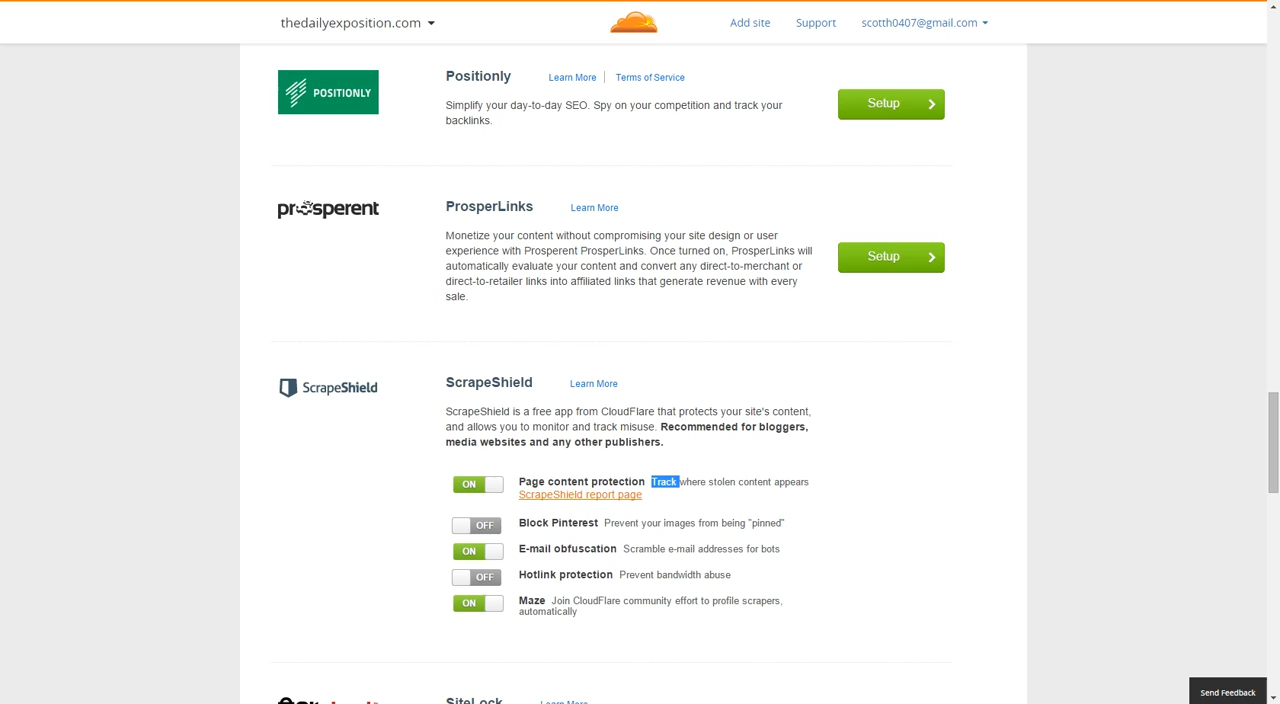 thedailyexposition.com
Add site
Support
scotth0407@gmail.com
POSITIONLY
Positionly
Learn More
Terms of Service
Simplify your day-to-day SEO. Spy on your competition and track your
backlinks.
Setup
prosperent
ProsperLinks
Learn More
Monetize your content without compromising your site design or user
experience with Prosperent ProsperLinks. Once turned on, ProsperLinks will
automatically evaluate your content and convert any direct-to-merchant or
direct-to-retailer links into affiliated links that generate revenue with every
sale.
Setup
ScrapeShield
ScrapeShield
Learn More
ScrapeShield is a free app from CloudFlare that protects your site's content,
and allows you to monitor and track misuse. Recommended for bloggers,
media websites and any other publishers.
ON
Page content protection Track where stolen content appears
ScrapeShield report page
OFF
Block Pinterest Prevent your images from being "pinned"
ON
E-mail obfuscation Scramble e-mail addresses for bots
OFF
Hotlink protection Prevent bandwidth abuse
ON
Maze Join CloudFlare community effort to profile scrapers,
automatically
SiteLock
Learn More
Send Feedback